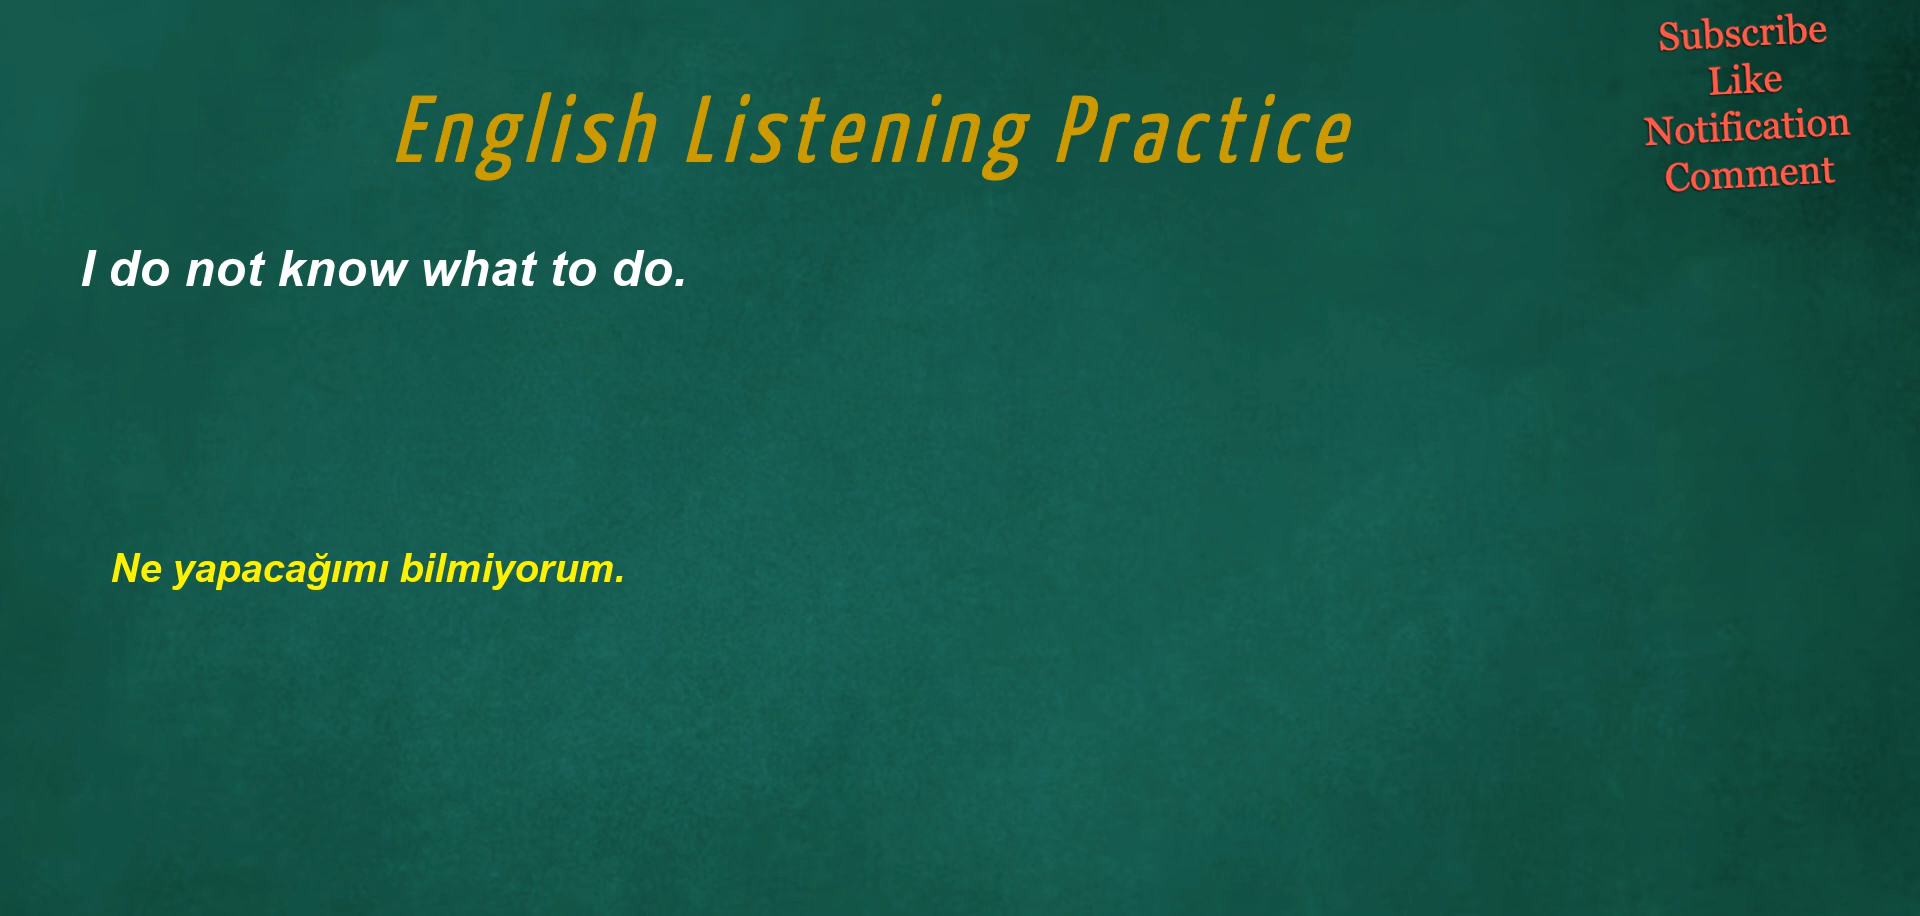 English Listening Practice
Subscribe
Like
Notification
Comment
I do not know what to do.
Ne yapacağımı bilmiyorum.